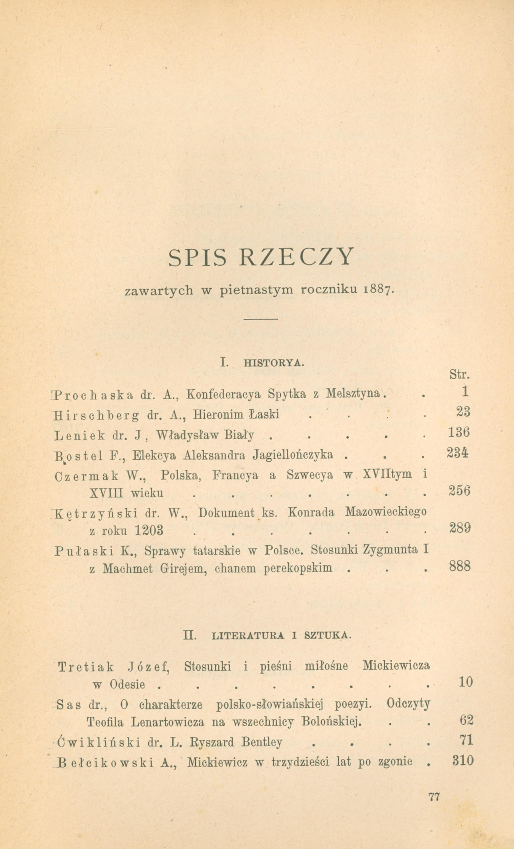 SPIS RZECZY
zawartych w pietnastym roczniku 1887.
I. HISTORYA.
Str.
Prochaska dr. A., Konfederacya Spytka z Melsztyna . . 1
Hirschberg dr. A., Hieronim Łaski . . . . 23
Leniek dr. J, Władysław Biały . . . . . 136
Bostel F., Elekcya Aleksandra Jagiellończyka . . . 234
Czermak W., Polska, Francya a Szwecya w XVIItym i
XVIII wieku . . . . . . . 256
Kętrzyński dr. W., Dokument ks. Konrada Mazowieckiego
z roku 1203 . . . . . . . 289
Pułaski K., Sprawy tatarskie w Polsce. Stosunki Zygmunta I
z Machmet Girejem, chanem perekopskim . . . 888
II. LITERATURA I SZTUKA.
Tretiak Józef, Stosunki i pieśni miłośne Mickiewicza
w Odesie . . . . . . . . 10
Sas dr., O charakterze polsko-słowiańskiej poezyi. Odczyty
Teofila Lenartowicza na wszechnicy Bolońskiej. . . 62
Ćwikliński dr. L. Ryszard Bentley . . . . 71
Bełcikowski A., Mickiewicz w trzydzieści lat po zgonie . 310
77